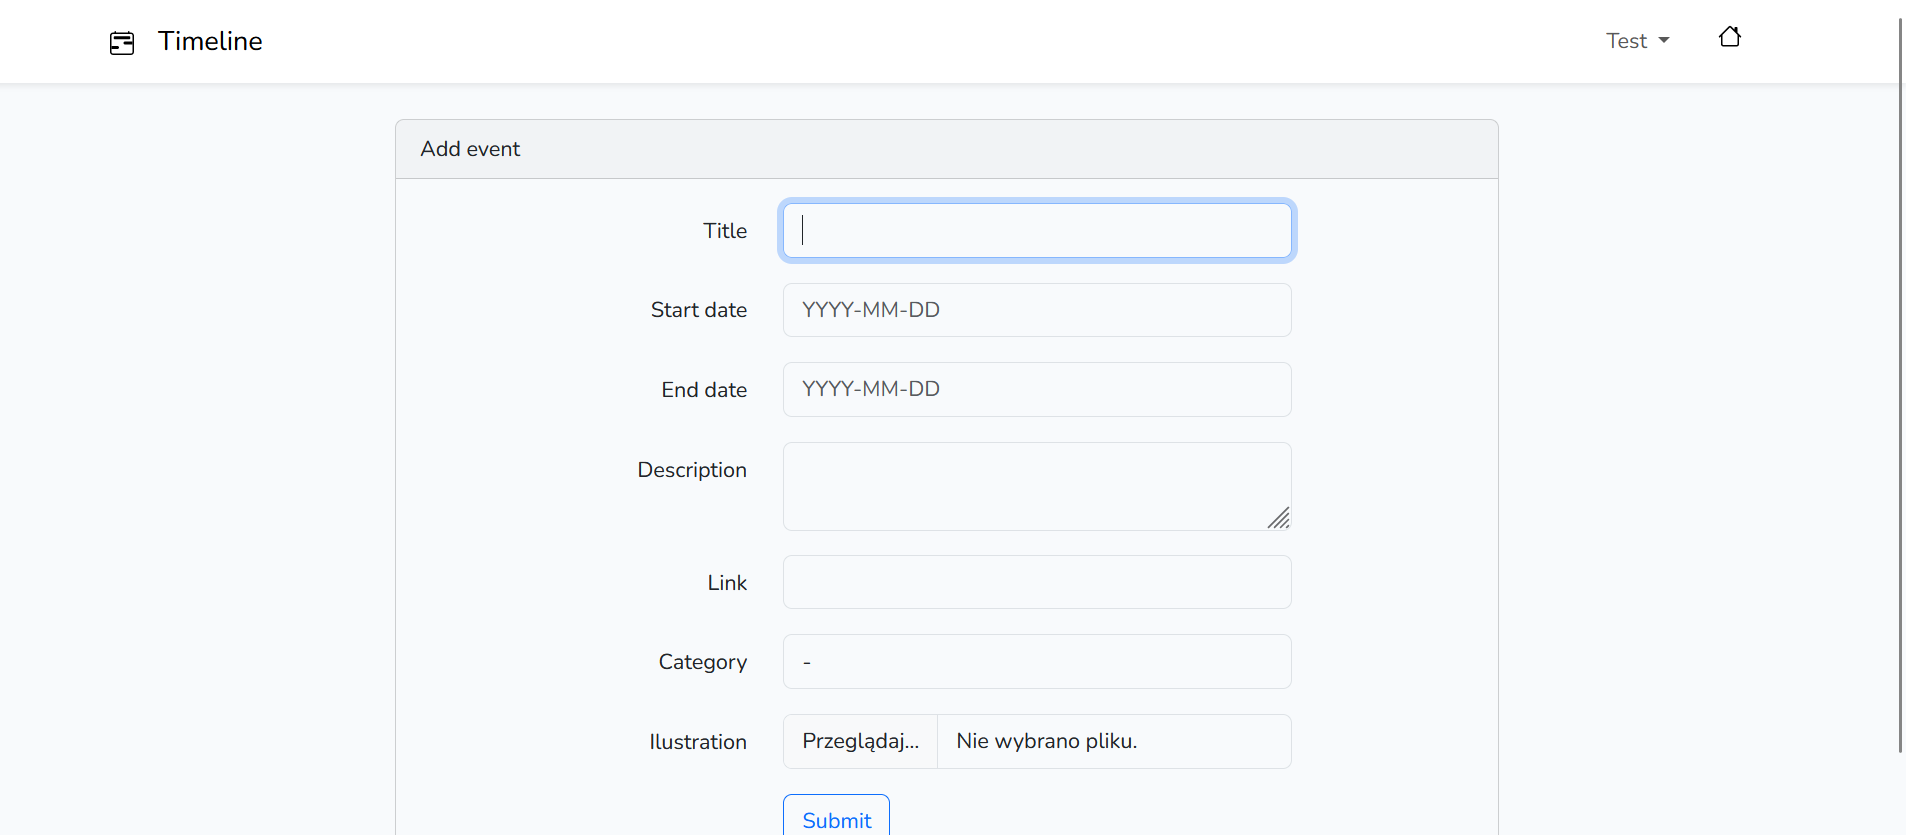 Timeline
Test
Add event
Title
Start date YYYY-MM-DD
End date YYYY-MM-DD
Description
Link
Category -
Ilustration Przeglądaj... Nie wybrano pliku.
Submit